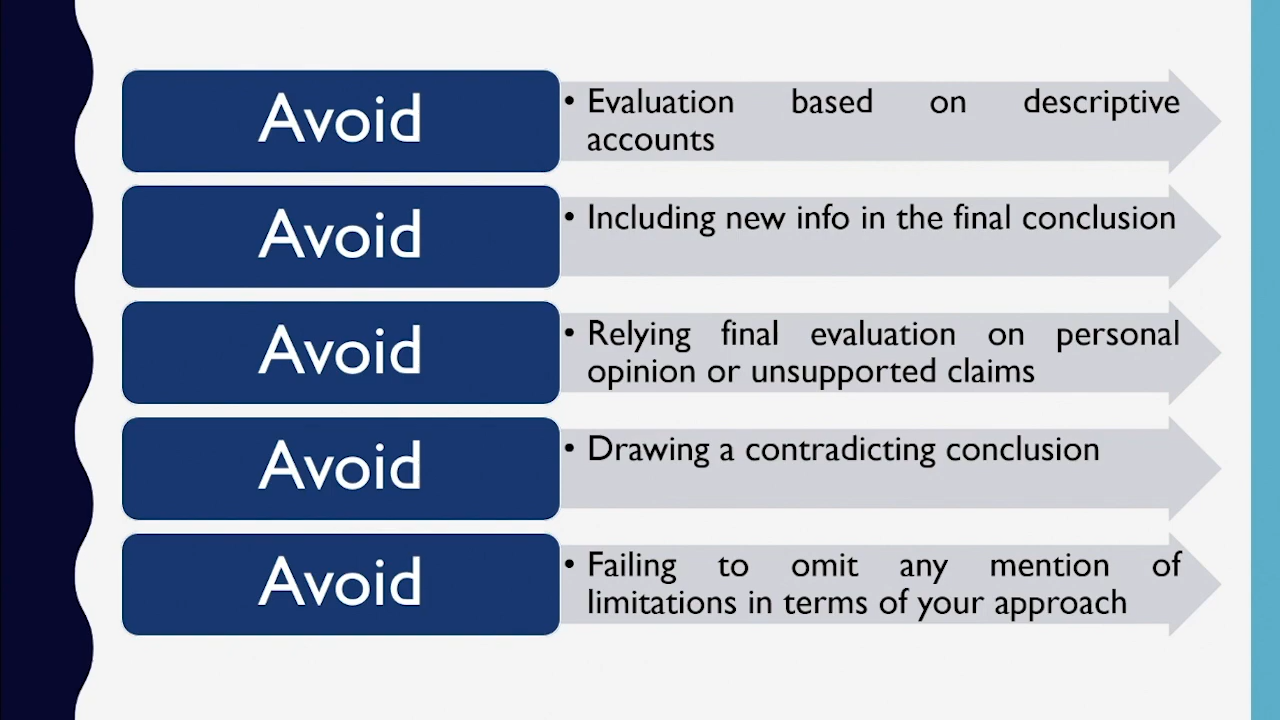 Avoid
• Evaluation based on descriptive
accounts
Avoid
• Including new info in the final conclusion
Avoid
• Relying final evaluation on personal
opinion or unsupported claims
Avoid
• Drawing a contradicting conclusion
Avoid
• Failing to omit any mention of
limitations in terms of your approach